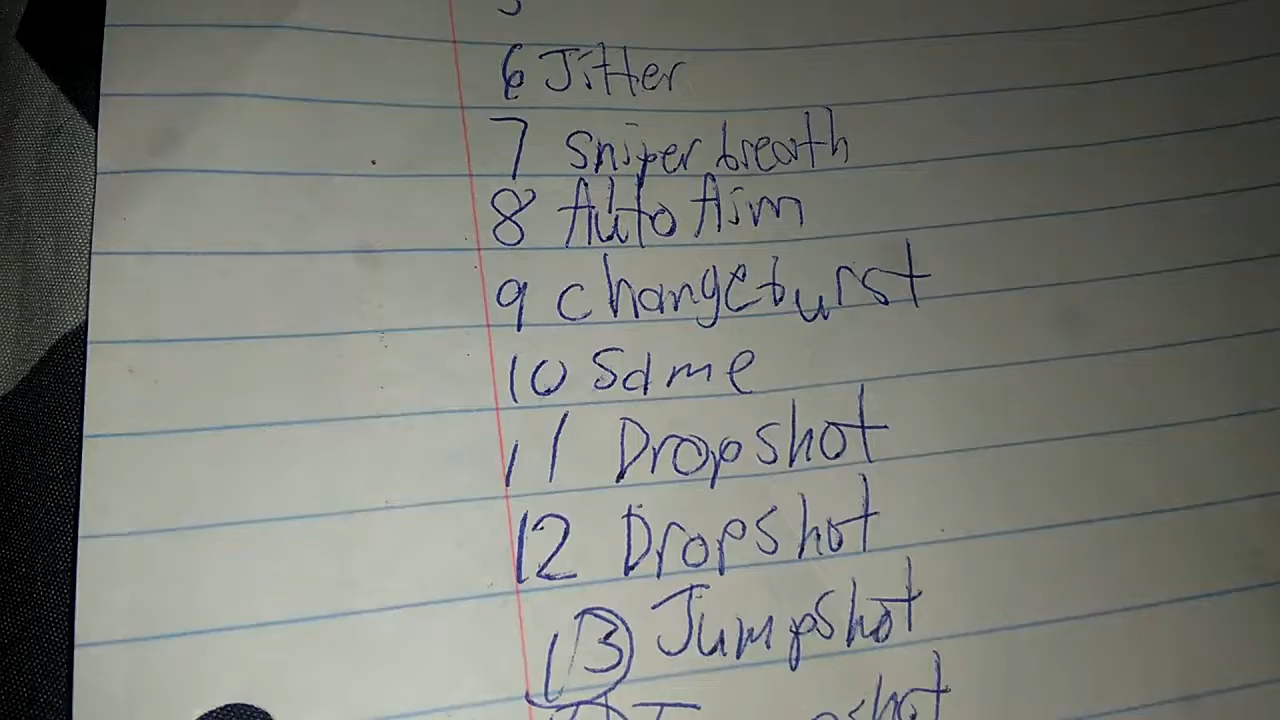 6 Jitter
7 Sniper breath
8 Auto Aim
9 changeburst
10 Same
11 Dropshot
12 Dropshot
13 Jumpshot